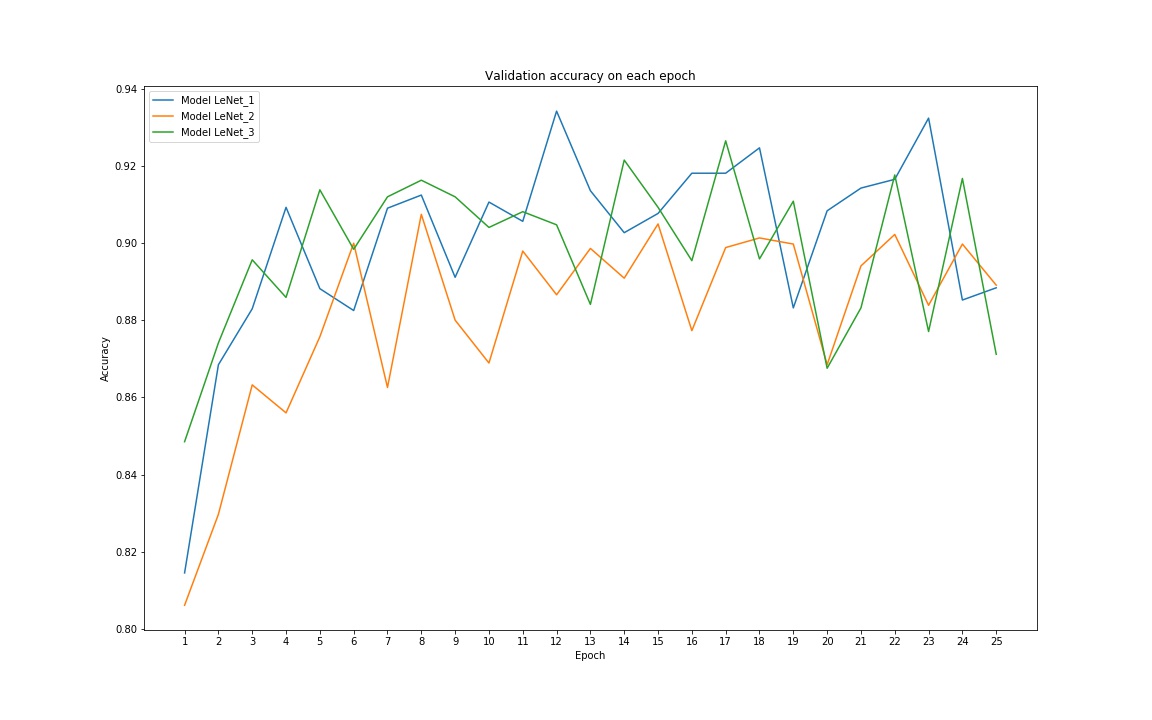 Validation accuracy on each epoch
0.94
Model LeNet_1
Model LeNet_2
Model LeNet_3
0.92
0.90
0.88
0.86
0.84
0.82
0.80
Accuracy
1 2 3 4 5 6 7 8 9 10 11 12 13 14 15 16 17 18 19 20 21 22 23 24 25
Epoch